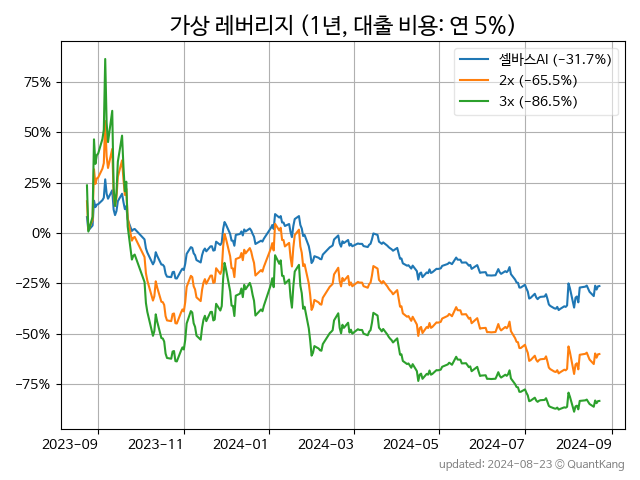 가상 레버리지 (1년, 대출 비용: 연 5%)
셀바스AI (-31.7%)
2x (-65.5%)
3x (-86.5%)
75%
50%
25%
0%
−25%
−50%
−75%
2023-09 2023-11 2024-01 2024-03 2024-05 2024-07 2024-09
updated: 2024-08-23 © QuantKang